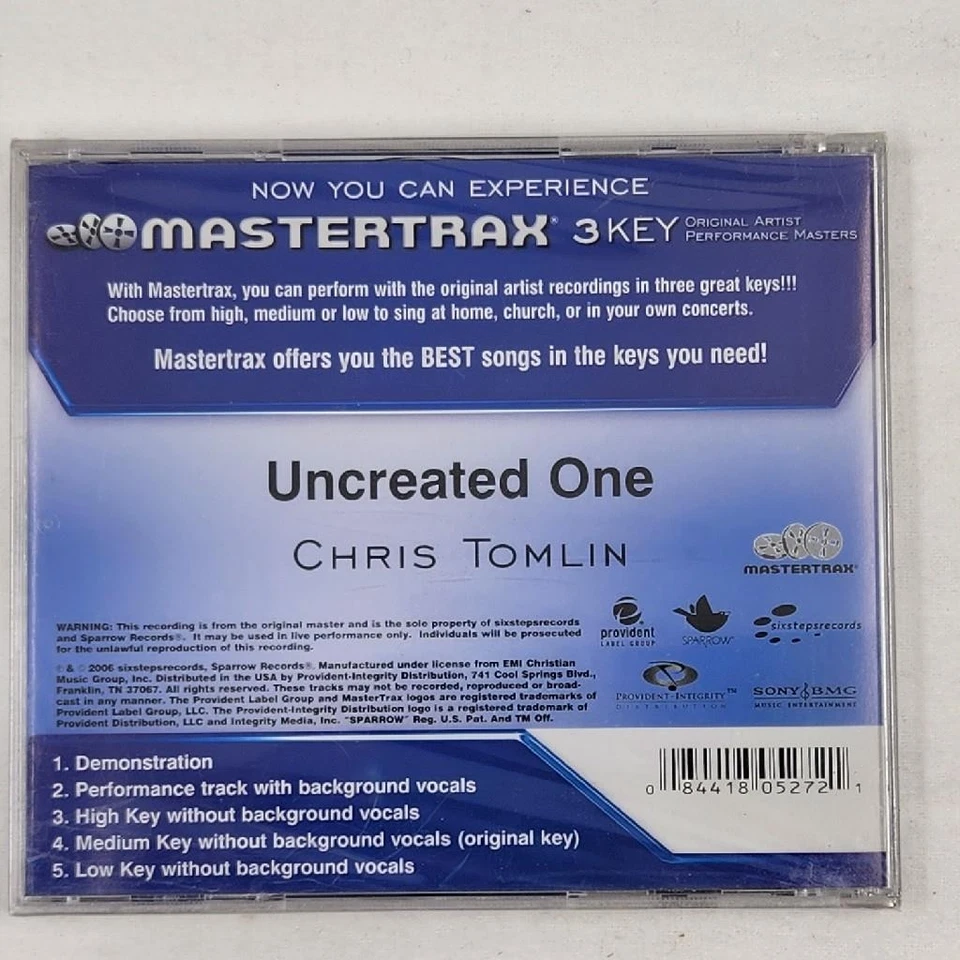 NOW YOU CAN EXPERIENCE
MASTERTRAX® 3 KEY ORIGINAL ARTIST
PERFORMANCE MASTERS
With Mastertrax, you can perform with the original artist recordings in three great keys!!!
Choose from high, medium or low to sing at home, church, or in your own concerts.
Mastertrax offers you the BEST songs in the keys you need!
Uncreated One
CHRIS TOMLIN
MASTERTRAX®
WARNING: This recording is from the original master and is the sole property of sixstepsrecords
and Sparrow Records®. It may be used in live performance only. Individuals will be prosecuted
for the unlawful reproduction of this recording.
provident
LABEL GROUP
SPARROW™
sixstepsrecords
℗ & © 2006 sixstepsrecords, Sparrow Records®. Manufactured under license from EMI Christian
Music Group, Inc. Distributed in the USA by Provident-Integrity Distribution, 741 Cool Springs Blvd.,
Franklin, TN 37067. All rights reserved. These tracks may not be recorded, reproduced or broad-
cast in any manner. The Provident Label Group and MasterTrax logos are registered trademarks of
Provident Label Group, LLC. The Provident-Integrity Distribution logo is a registered trademark of
Provident Distribution, LLC and Integrity Media, Inc. "SPARROW" Reg. U.S. Pat. And TM Off.
PROVIDENT-INTEGRITY™
DISTRIBUTION
SONY BMG
MUSIC ENTERTAINMENT
1. Demonstration
2. Performance track with background vocals
3. High Key without background vocals
4. Medium Key without background vocals (original key)
5. Low Key without background vocals
0 84418 05272 1